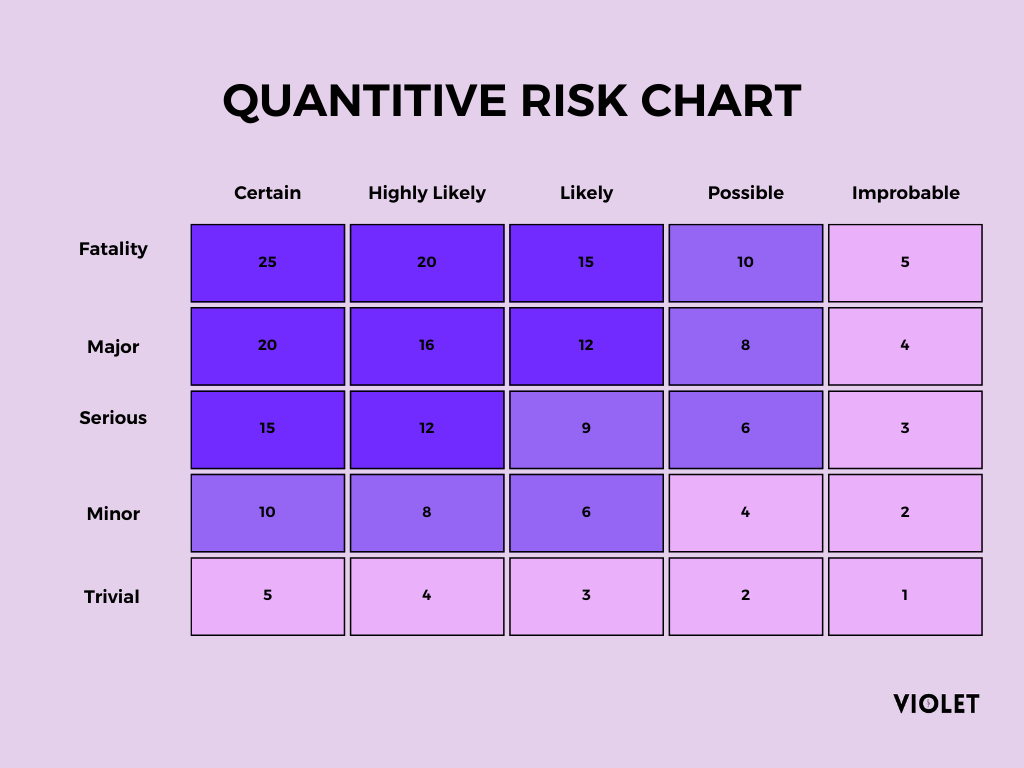 QUANTITIVE RISK CHART
Certain Highly Likely Likely Possible Improbable
Fatality 25 20 15 10 5
Major 20 16 12 8 4
Serious 15 12 9 6 3
Minor 10 8 6 4 2
Trivial 5 4 3 2 1
VIOLET